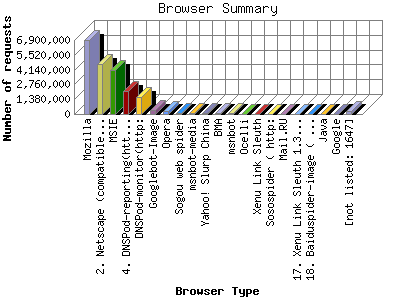 Browser Summary
Number of requests
6,900,000
5,520,000
4,140,000
2,760,000
1,380,000
0
Mozilla
2. Netscape (compatible...
MSIE
4. DNSPod-reporting(htt...
DNSPod-monitor(http:
Googlebot-Image
Opera
Sogou web spider
msnbot-media
Yahoo! Slurp China
BMA
msnbot
Ocelli
Xenu Link Sleuth
Sosospider ( http:
Mail.RU
17. Xenu Link Sleuth 1.3...
18. Baiduspider-image ( ...
Java
Google
[not listed: 1647]
Browser Type